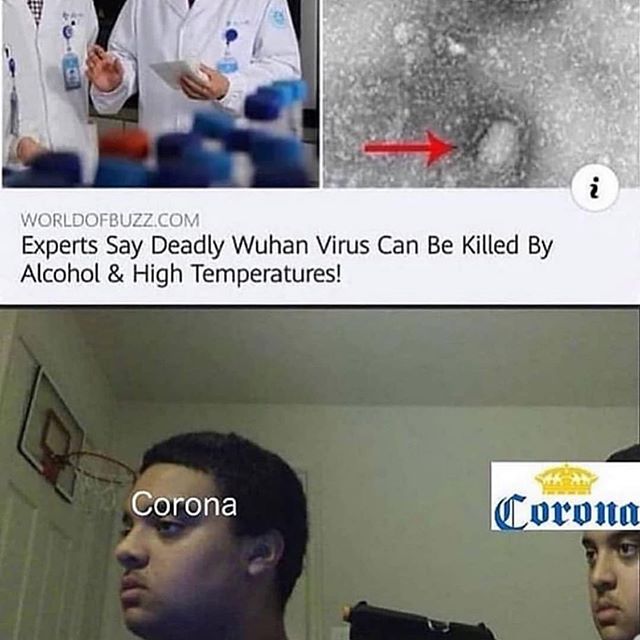 WORLDOFBUZZ.COM
Experts Say Deadly Wuhan Virus Can Be Killed By
Alcohol & High Temperatures!
Corona
Corona